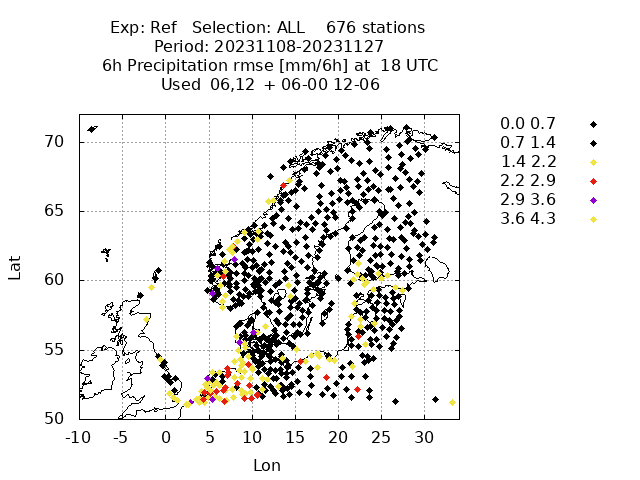 Exp: Ref   Selection: ALL    676 stations
Period: 20231108-20231127
6h Precipitation rmse [mm/6h] at  18 UTC
Used  06,12  + 06-00 12-06
0.0 0.7
0.7 1.4
1.4 2.2
2.2 2.9
2.9 3.6
3.6 4.3
70
65
60
55
50
Lat
-10 -5 0 5 10 15 20 25 30
Lon